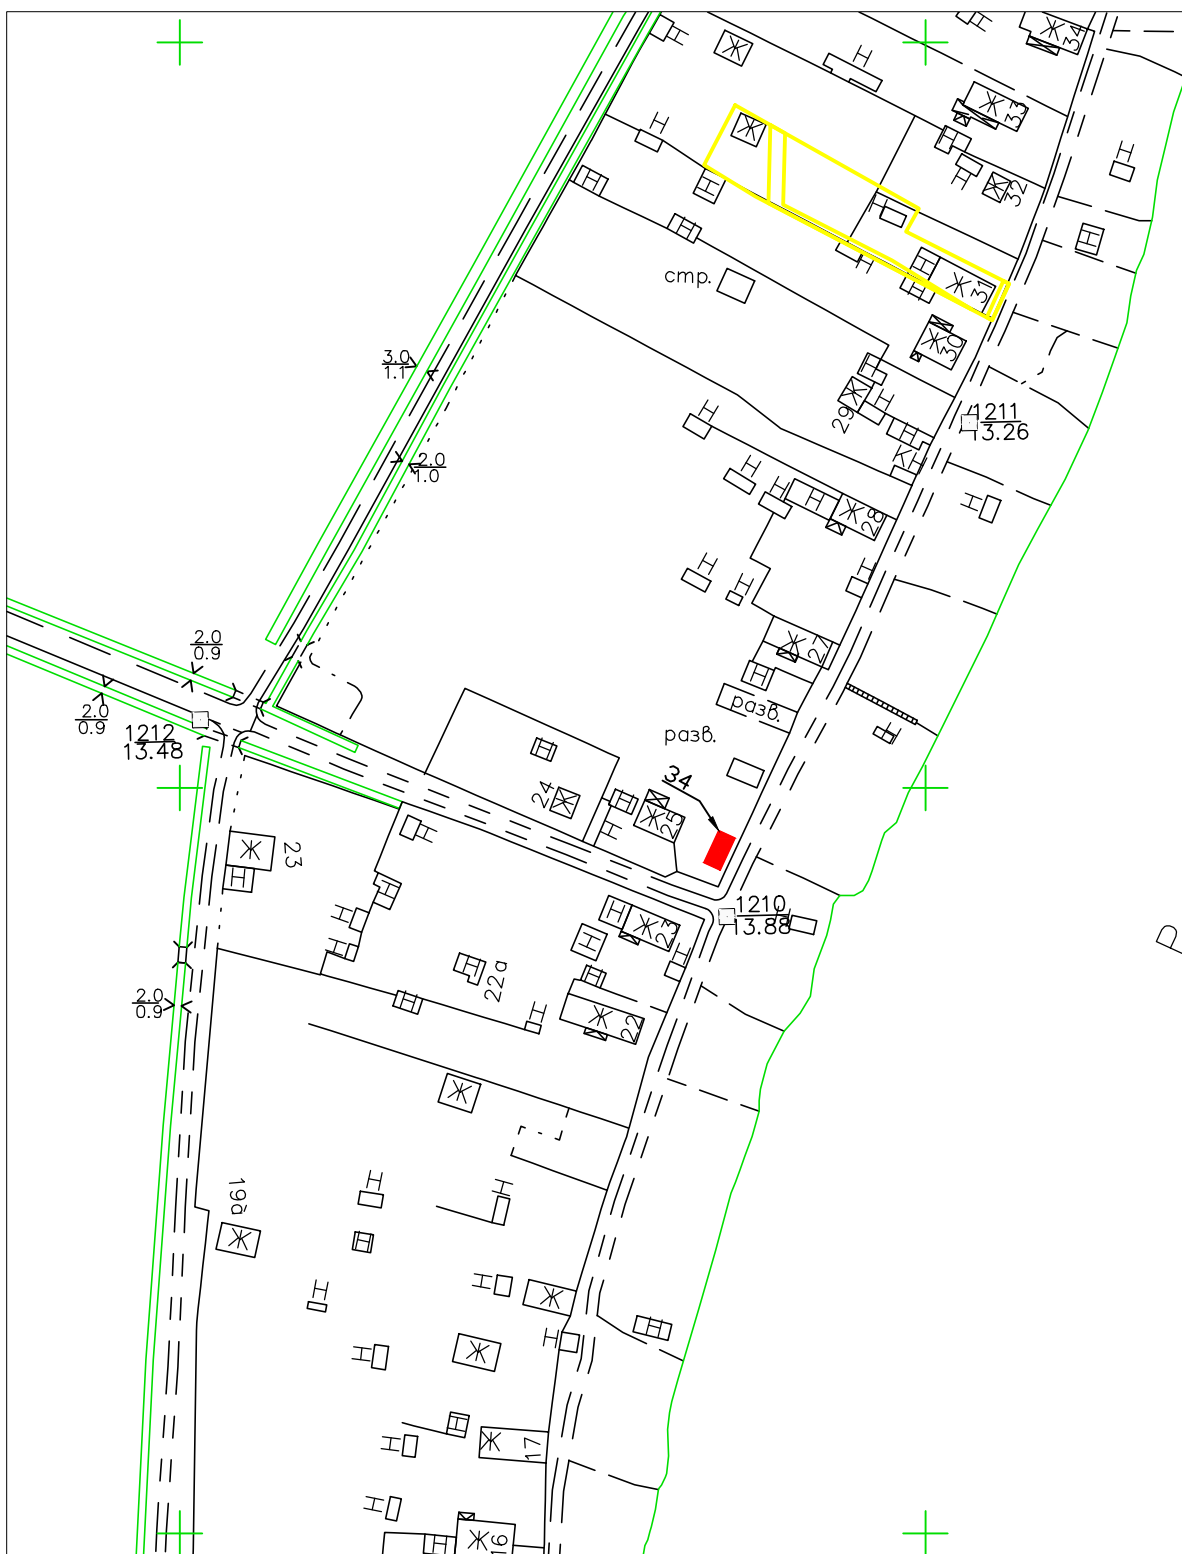 Н
Ж
34
Н
Ж
33
Н
Н
Н
Ж
Н
Н
Н
Ж
32
Н
Н
Н
Н
Н
Н
стр.
Н
Н
Ж
31
Ж
30
3.0
1.1
Н
Ж
29
Н
Н
Н
1211
13.26
К
Н
2.0
1.0
Н
Н
Н
Ж
28
Н
Н
Н
Н
2.0
0.9
Ж
27
Н
разв.
2.0
0.9
1212
13.48
разв.
Н
Н
34
24
Ж
Н
Н
Ж
25
Н
Ж
23
Н
Н
Н
Н
1210
13.88
Н
Н
Ж
23
Н
Н
Р
Н
22а
Н
2.0
0.9
Н
Н
Ж
22
Ж
19а
Ж
Н
Н
Н
Н
Н
Ж
Н
Н
Н
Ж
Н
Н
Ж
17
Н
Н
Н
Ж
16